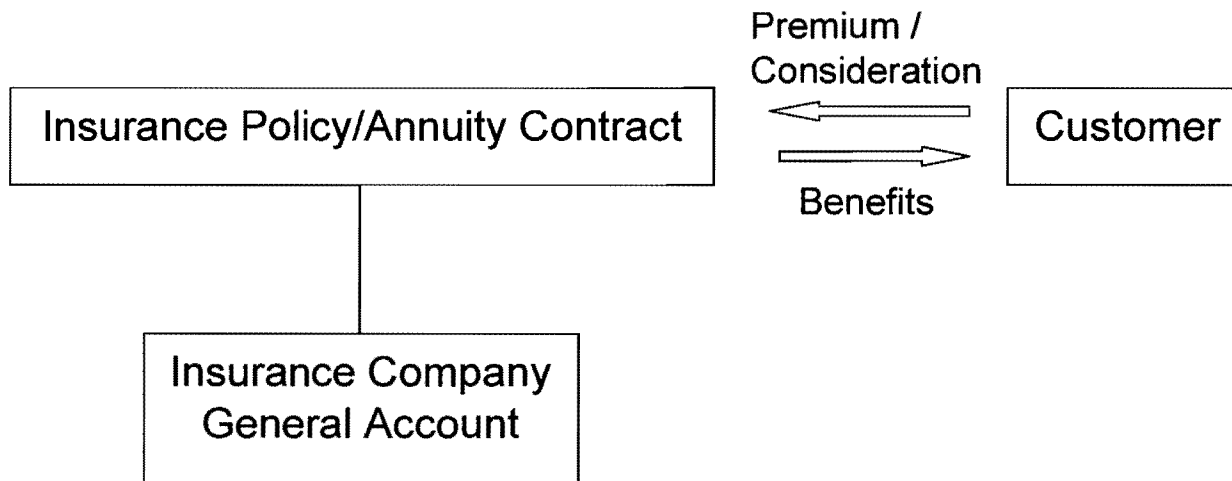 Premium /
Consideration
Insurance Policy/Annuity Contract
Customer
Benefits
Insurance Company
General Account